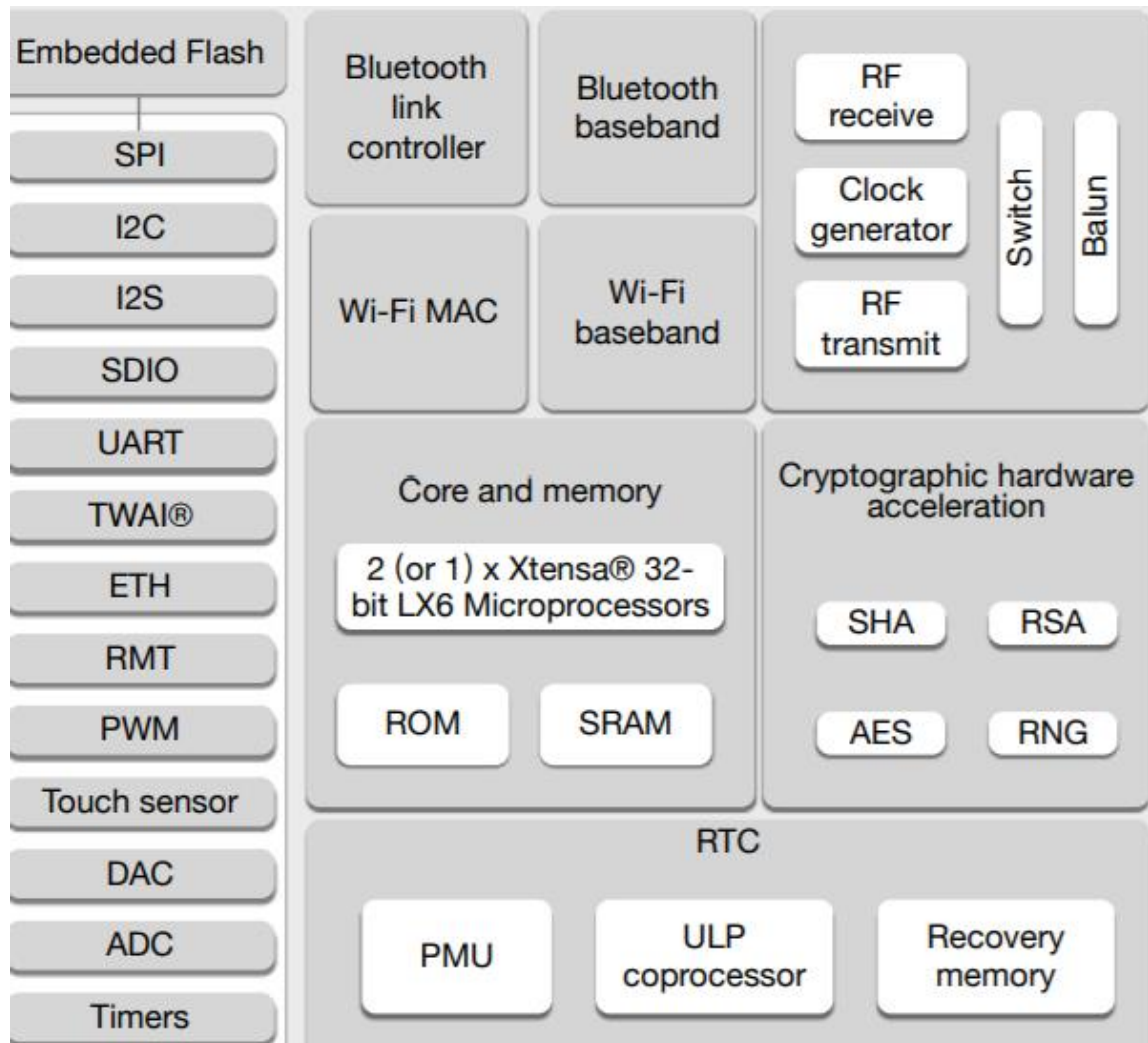 Embedded Flash
SPI
I2C
I2S
SDIO
UART
TWAI®
ETH
RMT
PWM
Touch sensor
DAC
ADC
Timers
Bluetooth
link
controller
Bluetooth
baseband
Wi-Fi MAC
Wi-Fi
baseband
RF
receive
Clock
generator
RF
transmit
Switch
Balun
Core and memory
2 (or 1) x Xtensa® 32-
bit LX6 Microprocessors
ROM
SRAM
Cryptographic hardware
acceleration
SHA
RSA
AES
RNG
RTC
PMU
ULP
coprocessor
Recovery
memory